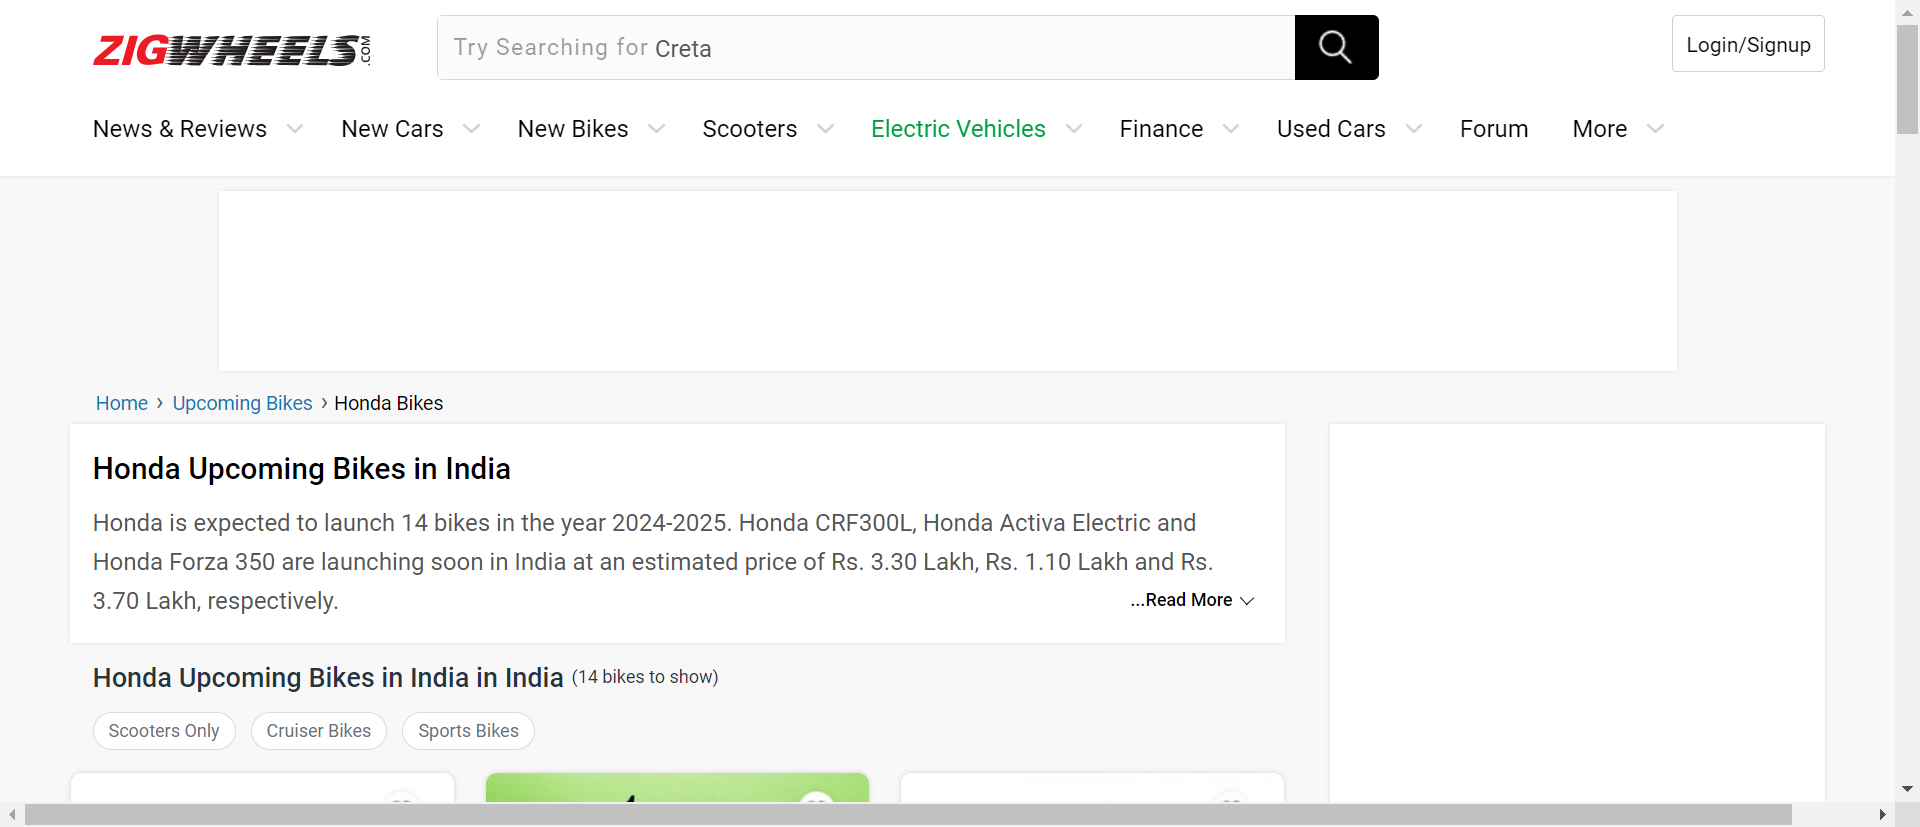 ZIGWHEELS.COM
Try Searching for Creta
Login/Signup
News & Reviews
New Cars
New Bikes
Scooters
Electric Vehicles
Finance
Used Cars
Forum
More
Home › Upcoming Bikes › Honda Bikes
Honda Upcoming Bikes in India
Honda is expected to launch 14 bikes in the year 2024-2025. Honda CRF300L, Honda Activa Electric and
Honda Forza 350 are launching soon in India at an estimated price of Rs. 3.30 Lakh, Rs. 1.10 Lakh and Rs.
3.70 Lakh, respectively.
...Read More
Honda Upcoming Bikes in India in India (14 bikes to show)
Scooters Only
Cruiser Bikes
Sports Bikes